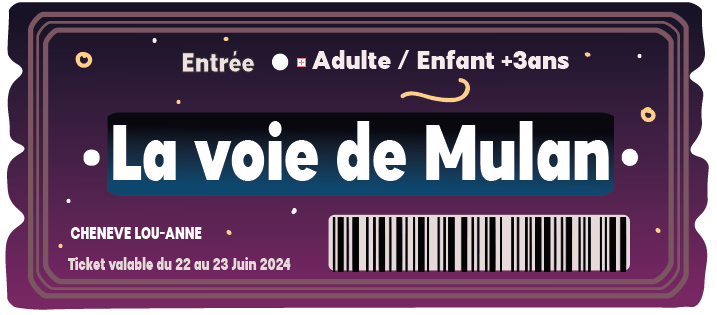 Entrée Adulte / Enfant +3ans
La voie de Mulan
CHENEVE LOU-ANNE
Ticket valable du 22 au 23 Juin 2024